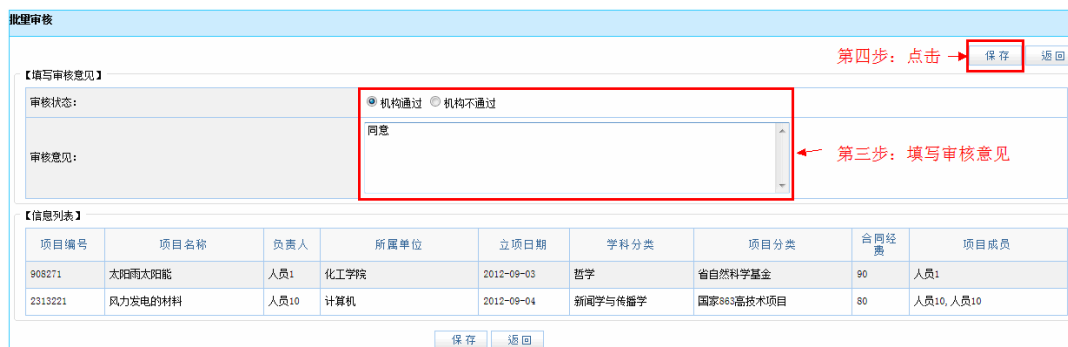 批里审核
第四步：点击 保存 返回
【填写审核意见】
审核状态： 机构通过 机构不通过
审核意见： 同意
第三步：填写审核意见
【信息列表】
项目编号 项目名称 负责人 所属单位 立项日期 学科分类 项目分类 合同经费 项目成员
908271 太阳雨太阳能 人员1 化工学院 2012-09-03 哲学 省自然科学基金 90 人员1
2313221 风力发电的材料 人员10 计算机 2012-09-04 新闻学与传播学 国家863高技术项目 80 人员10,人员10
保存 返回